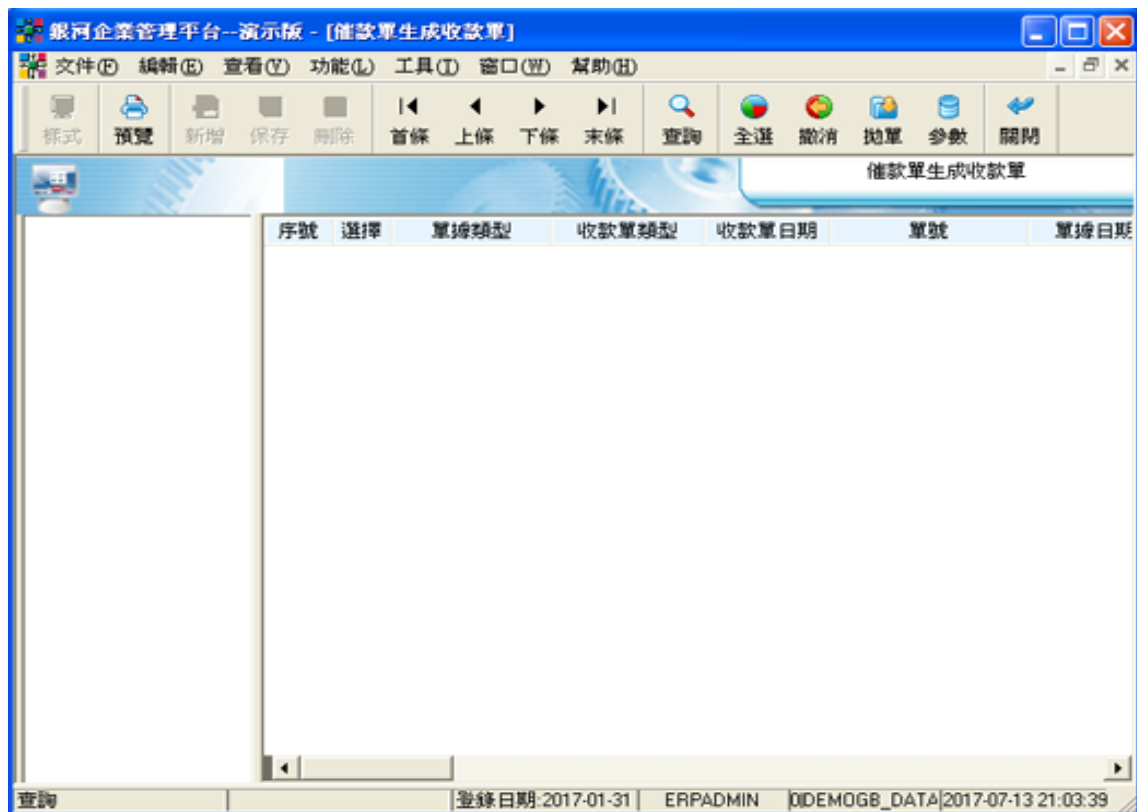 銀河企業管理平台--演示版 - [催款單生成收款單]
文件(F) 編輯(E) 查看(V) 功能(L) 工具(T) 窗口(W) 幫助(H)
樣式 預覽 新增 保存 刪除 首條 上條 下條 末條 查詢 全選 撤消 拋單 參數 關閉
催款單生成收款單
序號 選擇 單據類型 收款單類型 收款單日期 單號 單據日期
查詢 登錄日期:2017-01-31 ERPADMIN 0|DEMOGB_DATA 2017-07-13 21:03:39